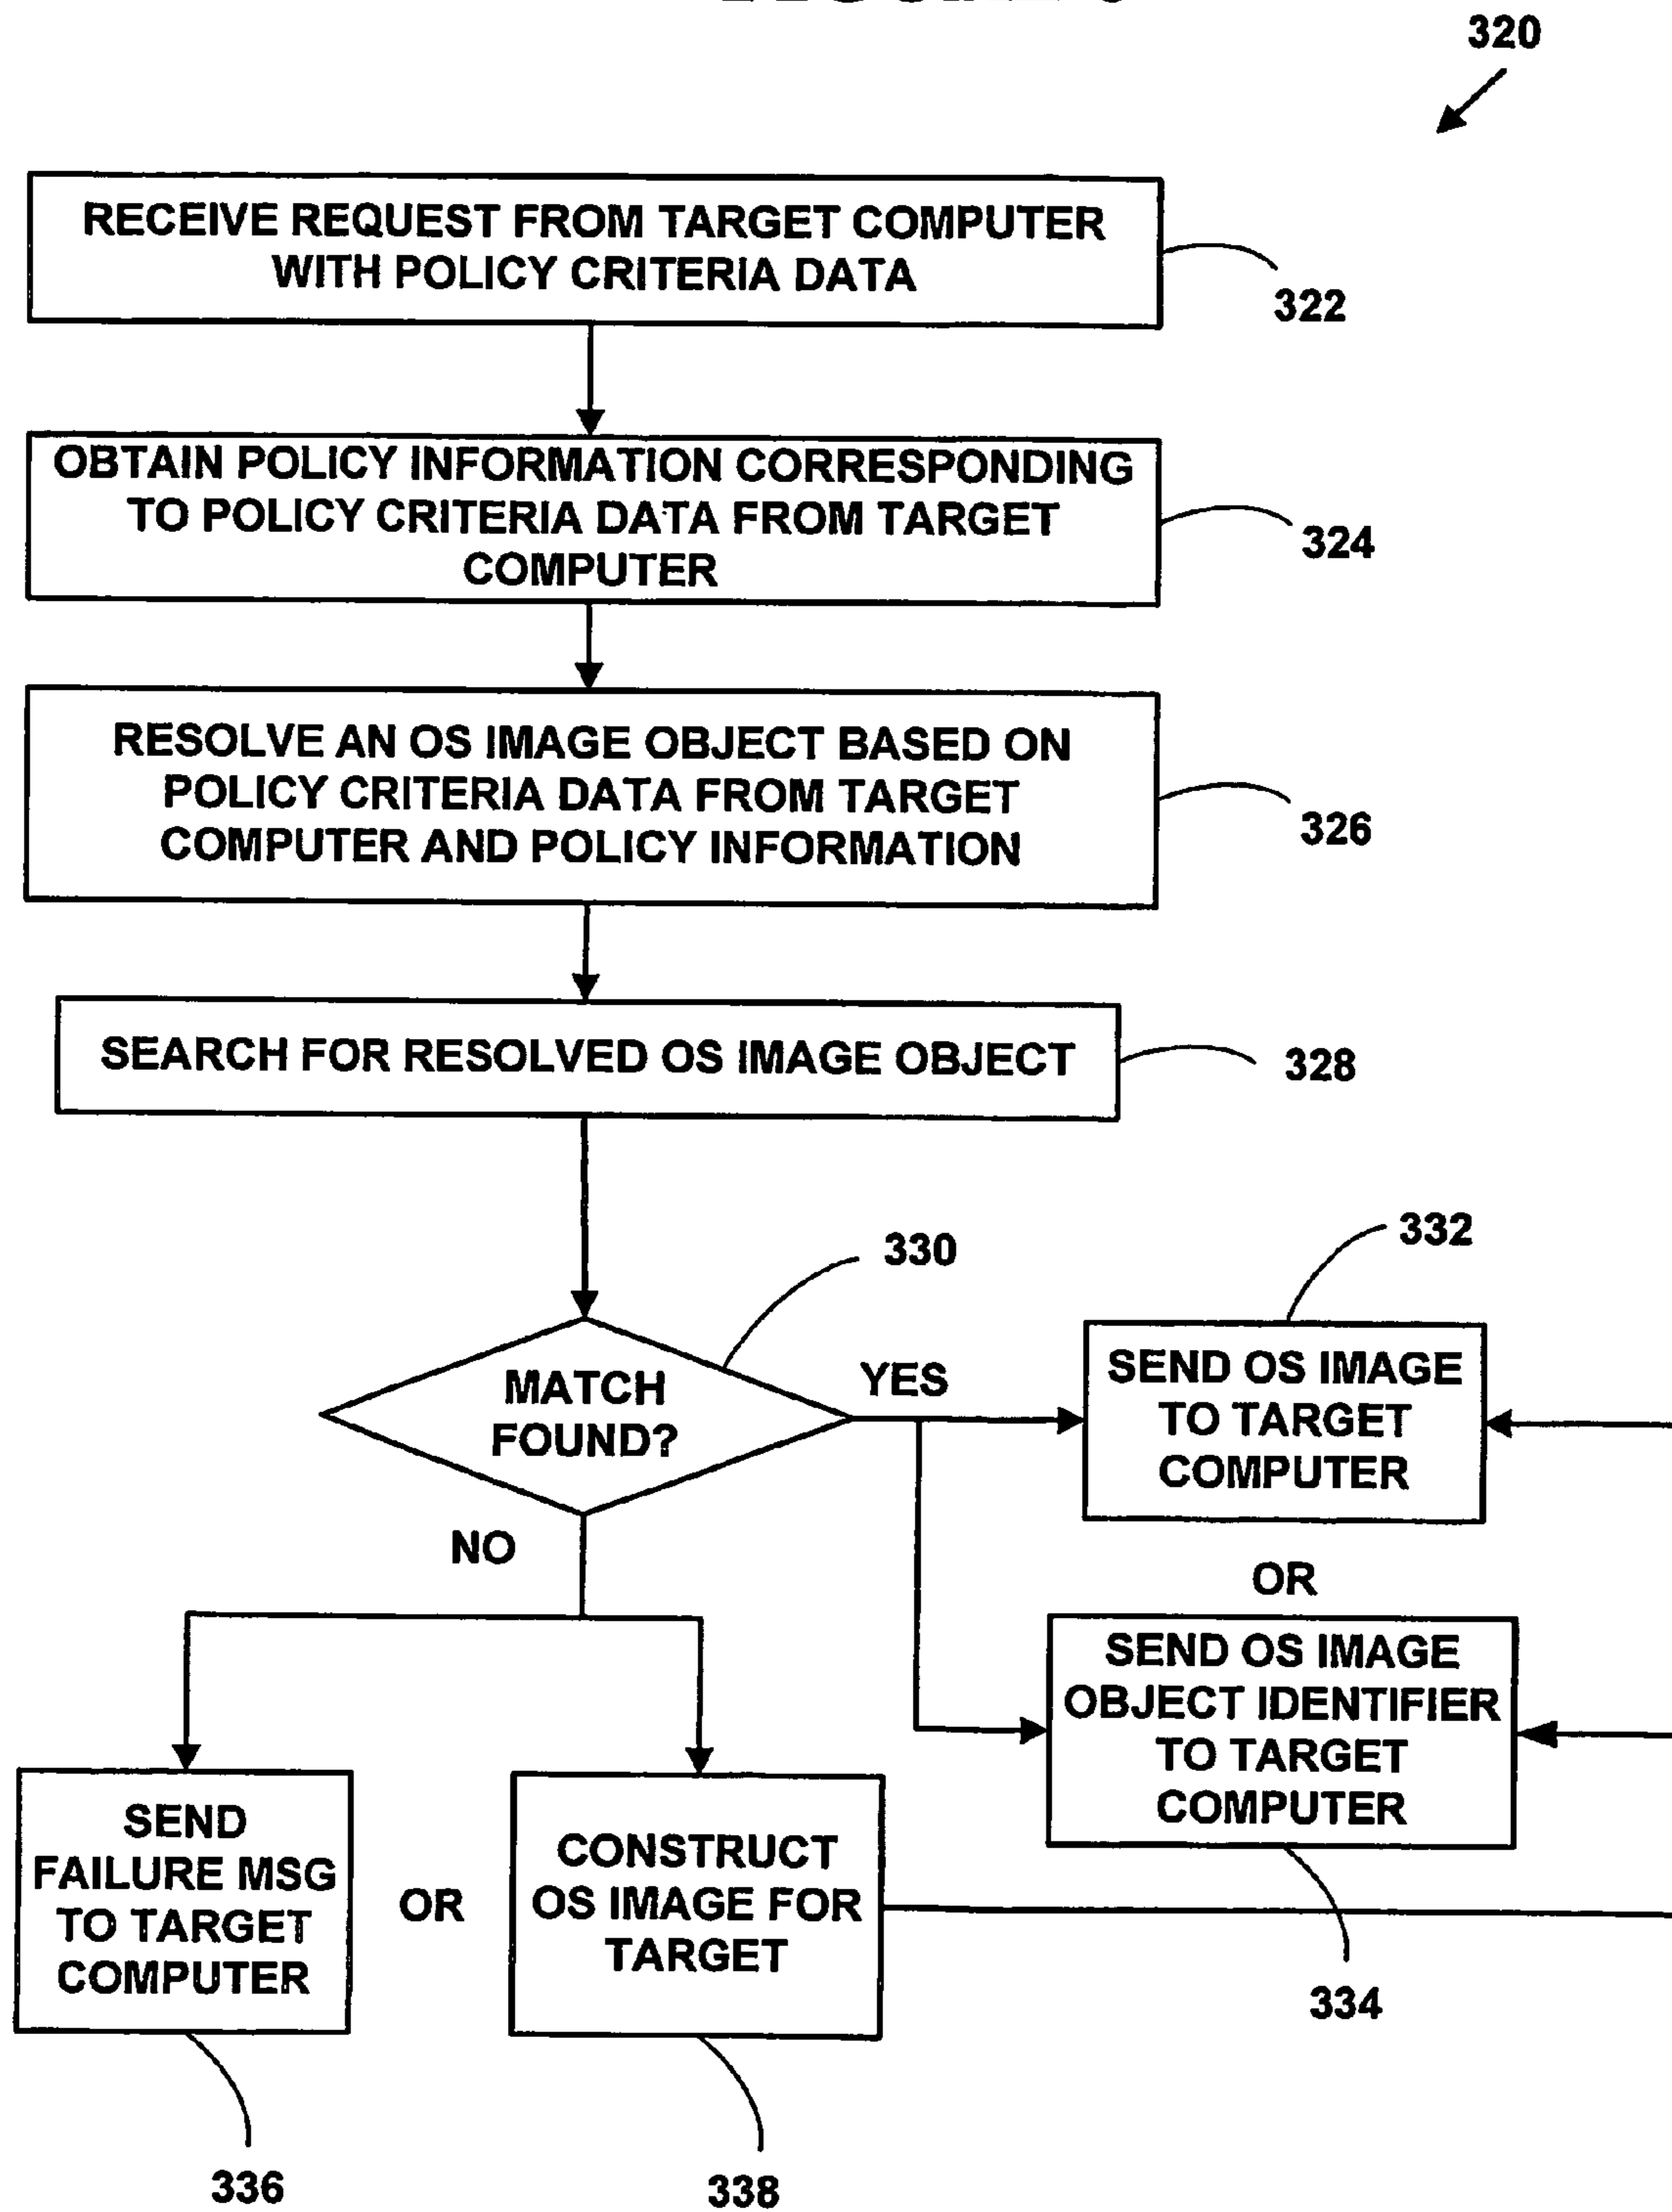 320
RECEIVE REQUEST FROM TARGET COMPUTER
WITH POLICY CRITERIA DATA
322
OBTAIN POLICY INFORMATION CORRESPONDING
TO POLICY CRITERIA DATA FROM TARGET
COMPUTER
324
RESOLVE AN OS IMAGE OBJECT BASED ON
POLICY CRITERIA DATA FROM TARGET
COMPUTER AND POLICY INFORMATION
326
SEARCH FOR RESOLVED OS IMAGE OBJECT
328
330
MATCH
FOUND?
YES
NO
332
SEND OS IMAGE
TO TARGET
COMPUTER
OR
SEND OS IMAGE
OBJECT IDENTIFIER
TO TARGET
COMPUTER
334
SEND
FAILURE MSG
TO TARGET
COMPUTER
336
OR
CONSTRUCT
OS IMAGE FOR
TARGET
338